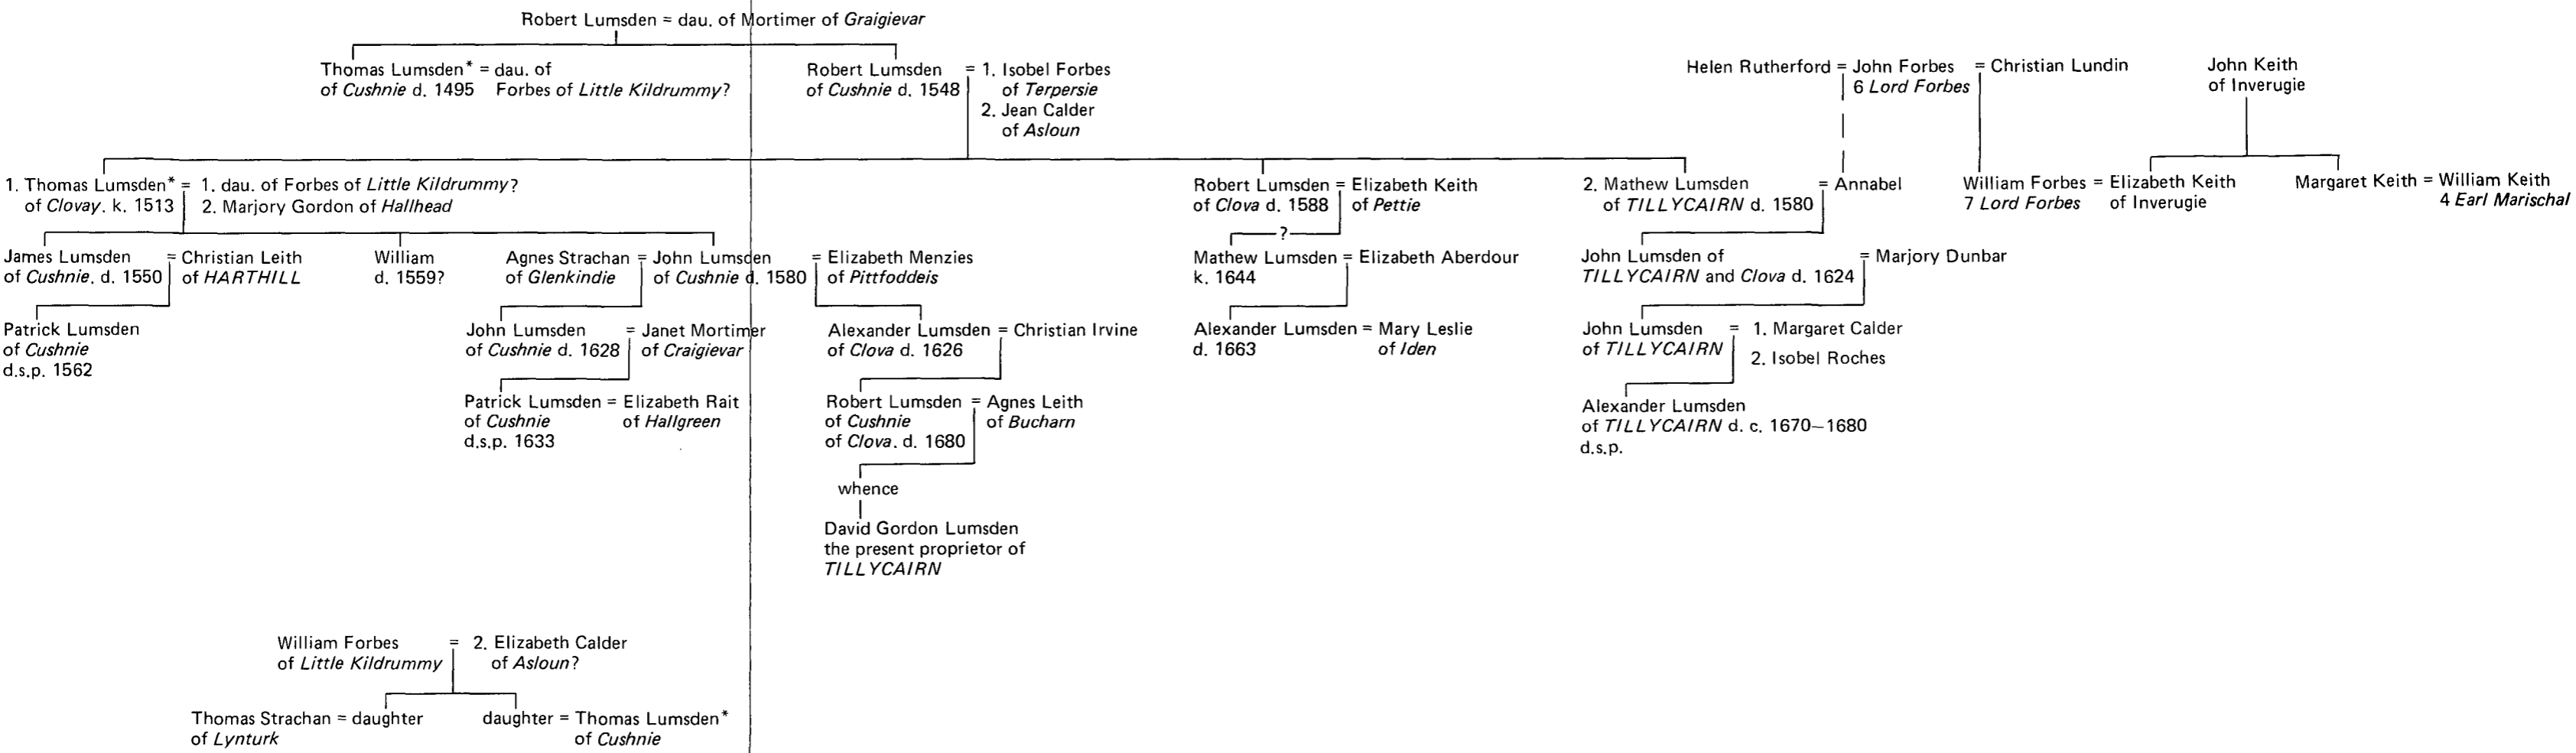 Robert Lumsden = dau. of Mortimer of Graigievar
Thomas Lumsden* = dau. of
of Cushnie d. 1495 Forbes of Little Kildrummy?
Robert Lumsden = 1. Isobel Forbes
of Cushnie d. 1548 of Terpersie
2. Jean Calder
of Asloun
Helen Rutherford = John Forbes = Christian Lundin
6 Lord Forbes
John Keith
of Inverugie
1. Thomas Lumsden* = 1. dau. of Forbes of Little Kildrummy?
of Clovay. k. 1513 2. Marjory Gordon of Hallhead
Robert Lumsden = Elizabeth Keith
of Clova d. 1588 of Pettie
2. Mathew Lumsden = Annabel
of TILLYCAIRN d. 1580
William Forbes = Elizabeth Keith
7 Lord Forbes of Inverugie
Margaret Keith = William Keith
4 Earl Marischal
James Lumsden = Christian Leith
of Cushnie. d. 1550 of HARTHILL
William
d. 1559?
Agnes Strachan = John Lumsden = Elizabeth Menzies
of Glenkindie of Cushnie d. 1580 of Pittfoddeis
?
Mathew Lumsden = Elizabeth Aberdour
k. 1644
John Lumsden of = Marjory Dunbar
TILLYCAIRN and Clova d. 1624
Patrick Lumsden
of Cushnie
d.s.p. 1562
John Lumsden = Janet Mortimer
of Cushnie d. 1628 of Craigievar
Alexander Lumsden = Christian Irvine
of Clova d. 1626
Alexander Lumsden = Mary Leslie
d. 1663 of Iden
John Lumsden = 1. Margaret Calder
of TILLYCAIRN 2. Isobel Roches
Patrick Lumsden = Elizabeth Rait
of Cushnie of Hallgreen
d.s.p. 1633
Robert Lumsden = Agnes Leith
of Cushnie of Bucharn
of Clova. d. 1680
Alexander Lumsden
of TILLYCAIRN d. c. 1670–1680
d.s.p.
whence
David Gordon Lumsden
the present proprietor of
TILLYCAIRN
William Forbes = 2. Elizabeth Calder
of Little Kildrummy of Asloun?
Thomas Strachan = daughter
of Lynturk
daughter = Thomas Lumsden*
of Cushnie